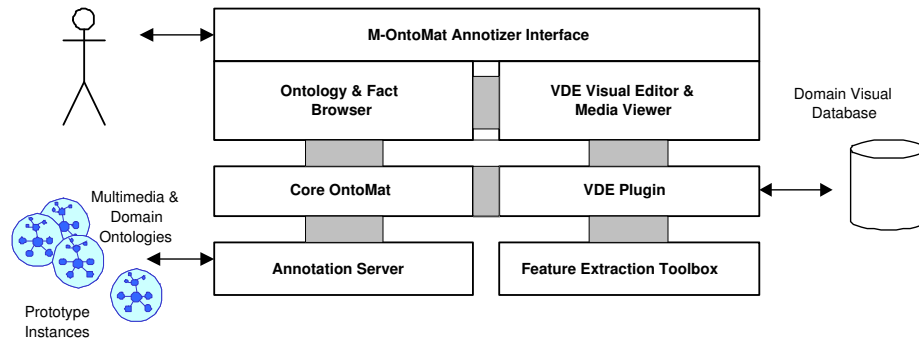 M-OntoMat Annotizer Interface
Ontology & Fact
Browser
VDE Visual Editor &
Media Viewer
Domain Visual
Database
Core OntoMat
VDE Plugin
Multimedia &
Domain
Ontologies
Annotation Server
Feature Extraction Toolbox
Prototype
Instances